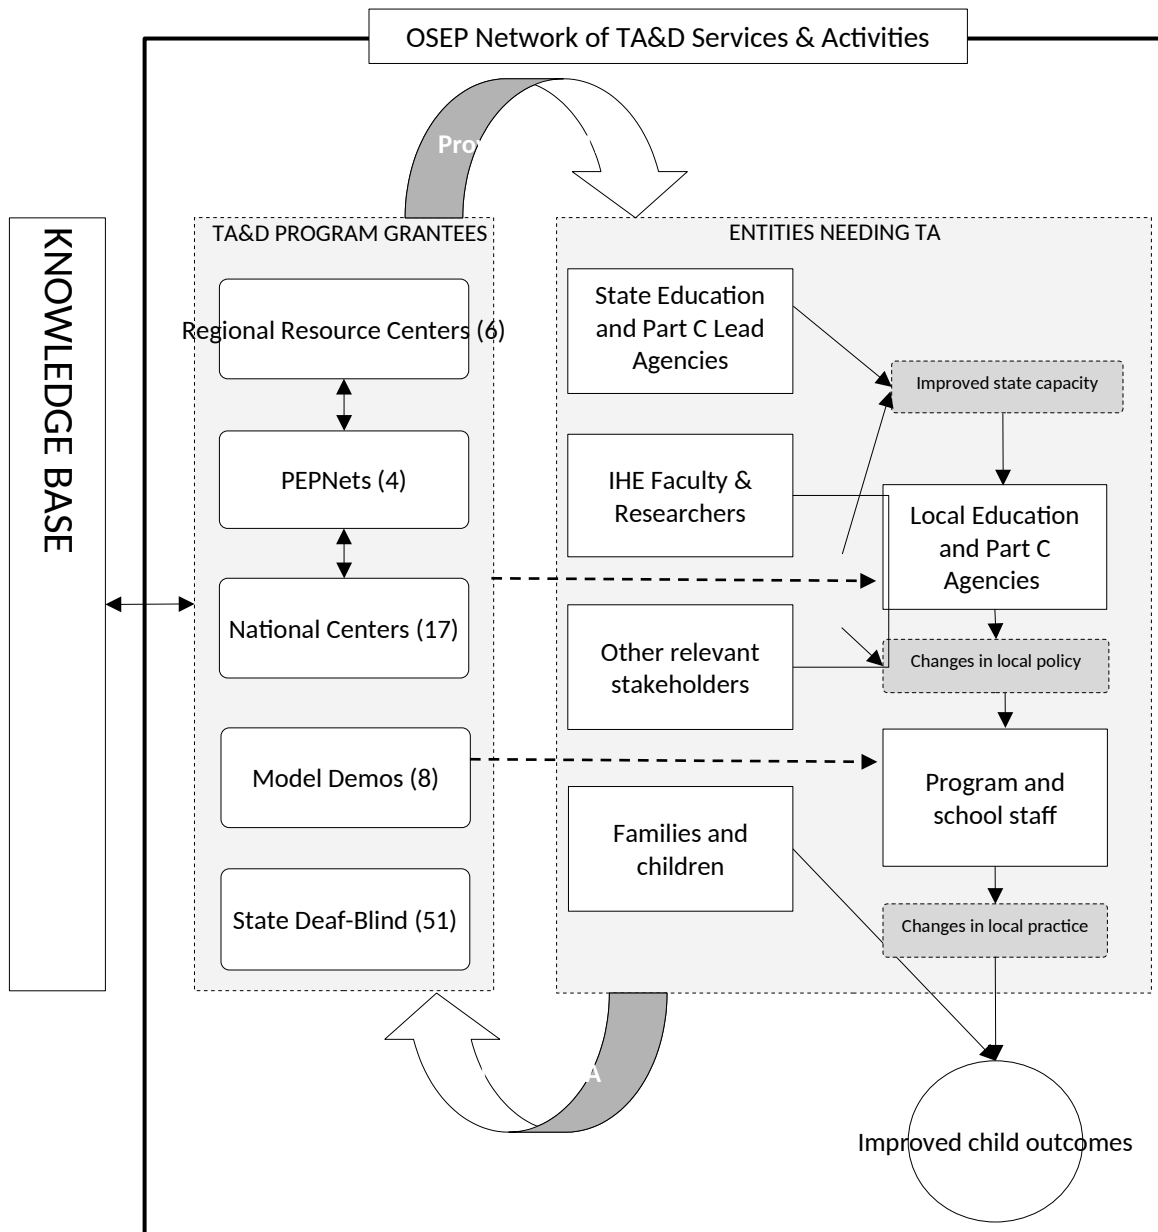 OSEP Network of TA&D Services & Activities
KNOWLEDGE BASE
TA&D PROGRAM GRANTEES
Regional Resource Centers (6)
PEPNets (4)
National Centers (17)
Model Demos (8)
State Deaf-Blind (51)
ENTITIES NEEDING TA
State Education
and Part C Lead
Agencies
IHE Faculty &
Researchers
Other relevant
stakeholders
Families and
children
Improved state capacity
Local Education
and Part C
Agencies
Changes in local policy
Program and
school staff
Changes in local practice
Improved child outcomes